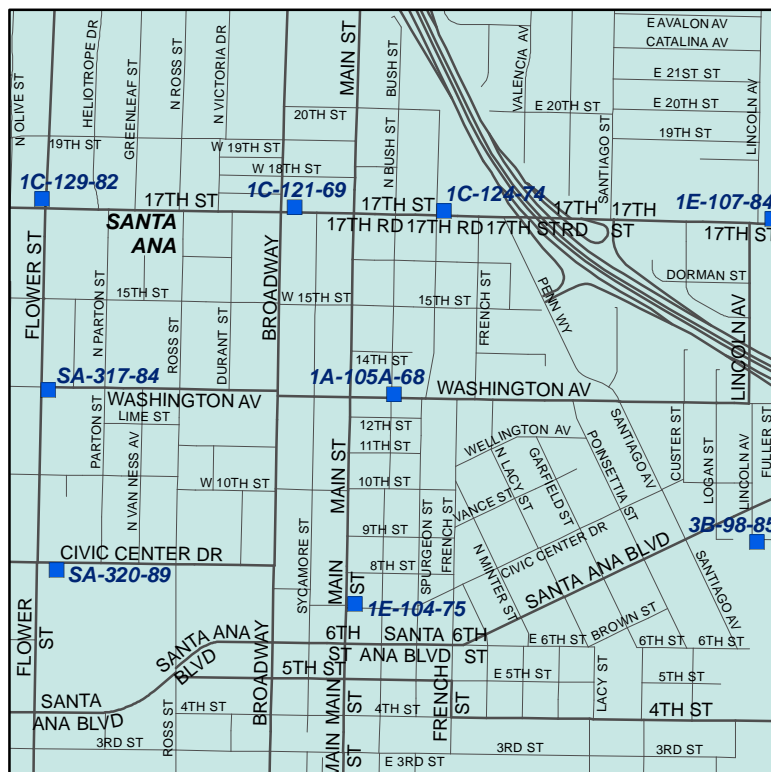 E AVALON AV
CATALINA AV
E 21ST ST
E 20TH ST
E 20TH ST
19TH ST
N OLIVE ST
HELIOTROPE DR
GREENLEAF ST
N ROSS ST
N VICTORIA DR
MAIN ST
BUSH ST
VALENCIA AV
SANTIAGO ST
LINCOLN AV
20TH ST
19TH ST
W 19TH ST
W 18TH ST
N BUSH ST
1C-129-82
1C-121-69
1C-124-74
1E-107-84
17TH ST
17TH ST
17TH
17TH
SANTA
ANA
17TH RD
17TH RD
17TH ST
RD
ST
17TH ST
FLOWER ST
BROADWAY
DORMAN ST
PENN WY
15TH ST
W 15TH ST
15TH ST
FRENCH ST
N PARTON ST
ROSS ST
DURANT ST
14TH ST
LINCOLN AV
SA-317-84
1A-105A-68
WASHINGTON AV
WASHINGTON AV
LIME ST
PARTON ST
N VAN NESS AV
12TH ST
11TH ST
WELLINGTON AV
N LACY ST
GARFIELD ST
POINSETTIA ST
SANTIAGO AV
CUSTER ST
LOGAN ST
LINCOLN AV
FULLER ST
W 10TH ST
MAIN ST
10TH ST
VANCE ST
9TH ST
SPURGEON ST
FRENCH ST
3B-98-85
CIVIC CENTER DR
CIVIC CENTER DR
SANTA ANA BLVD
8TH ST
SYCAMORE ST
MAIN
ST
N MINTER ST
SANTIAGO AV
SA-320-89
1E-104-75
FLOWER
ST
SANTA ANA
BLVD
BROADWAY
6TH
ST
SANTA
ANA BLVD
6TH
ST
E 6TH ST
BROWN ST
6TH ST
6TH ST
5TH ST
E 5TH ST
LACY ST
5TH ST
SANTA
ANA BLVD
ROSS ST
4TH ST
MAIN
MAIN
ST
4TH ST
FRENCH
ST
4TH ST
3RD ST
ST
E 3RD ST
3RD ST
3RD ST